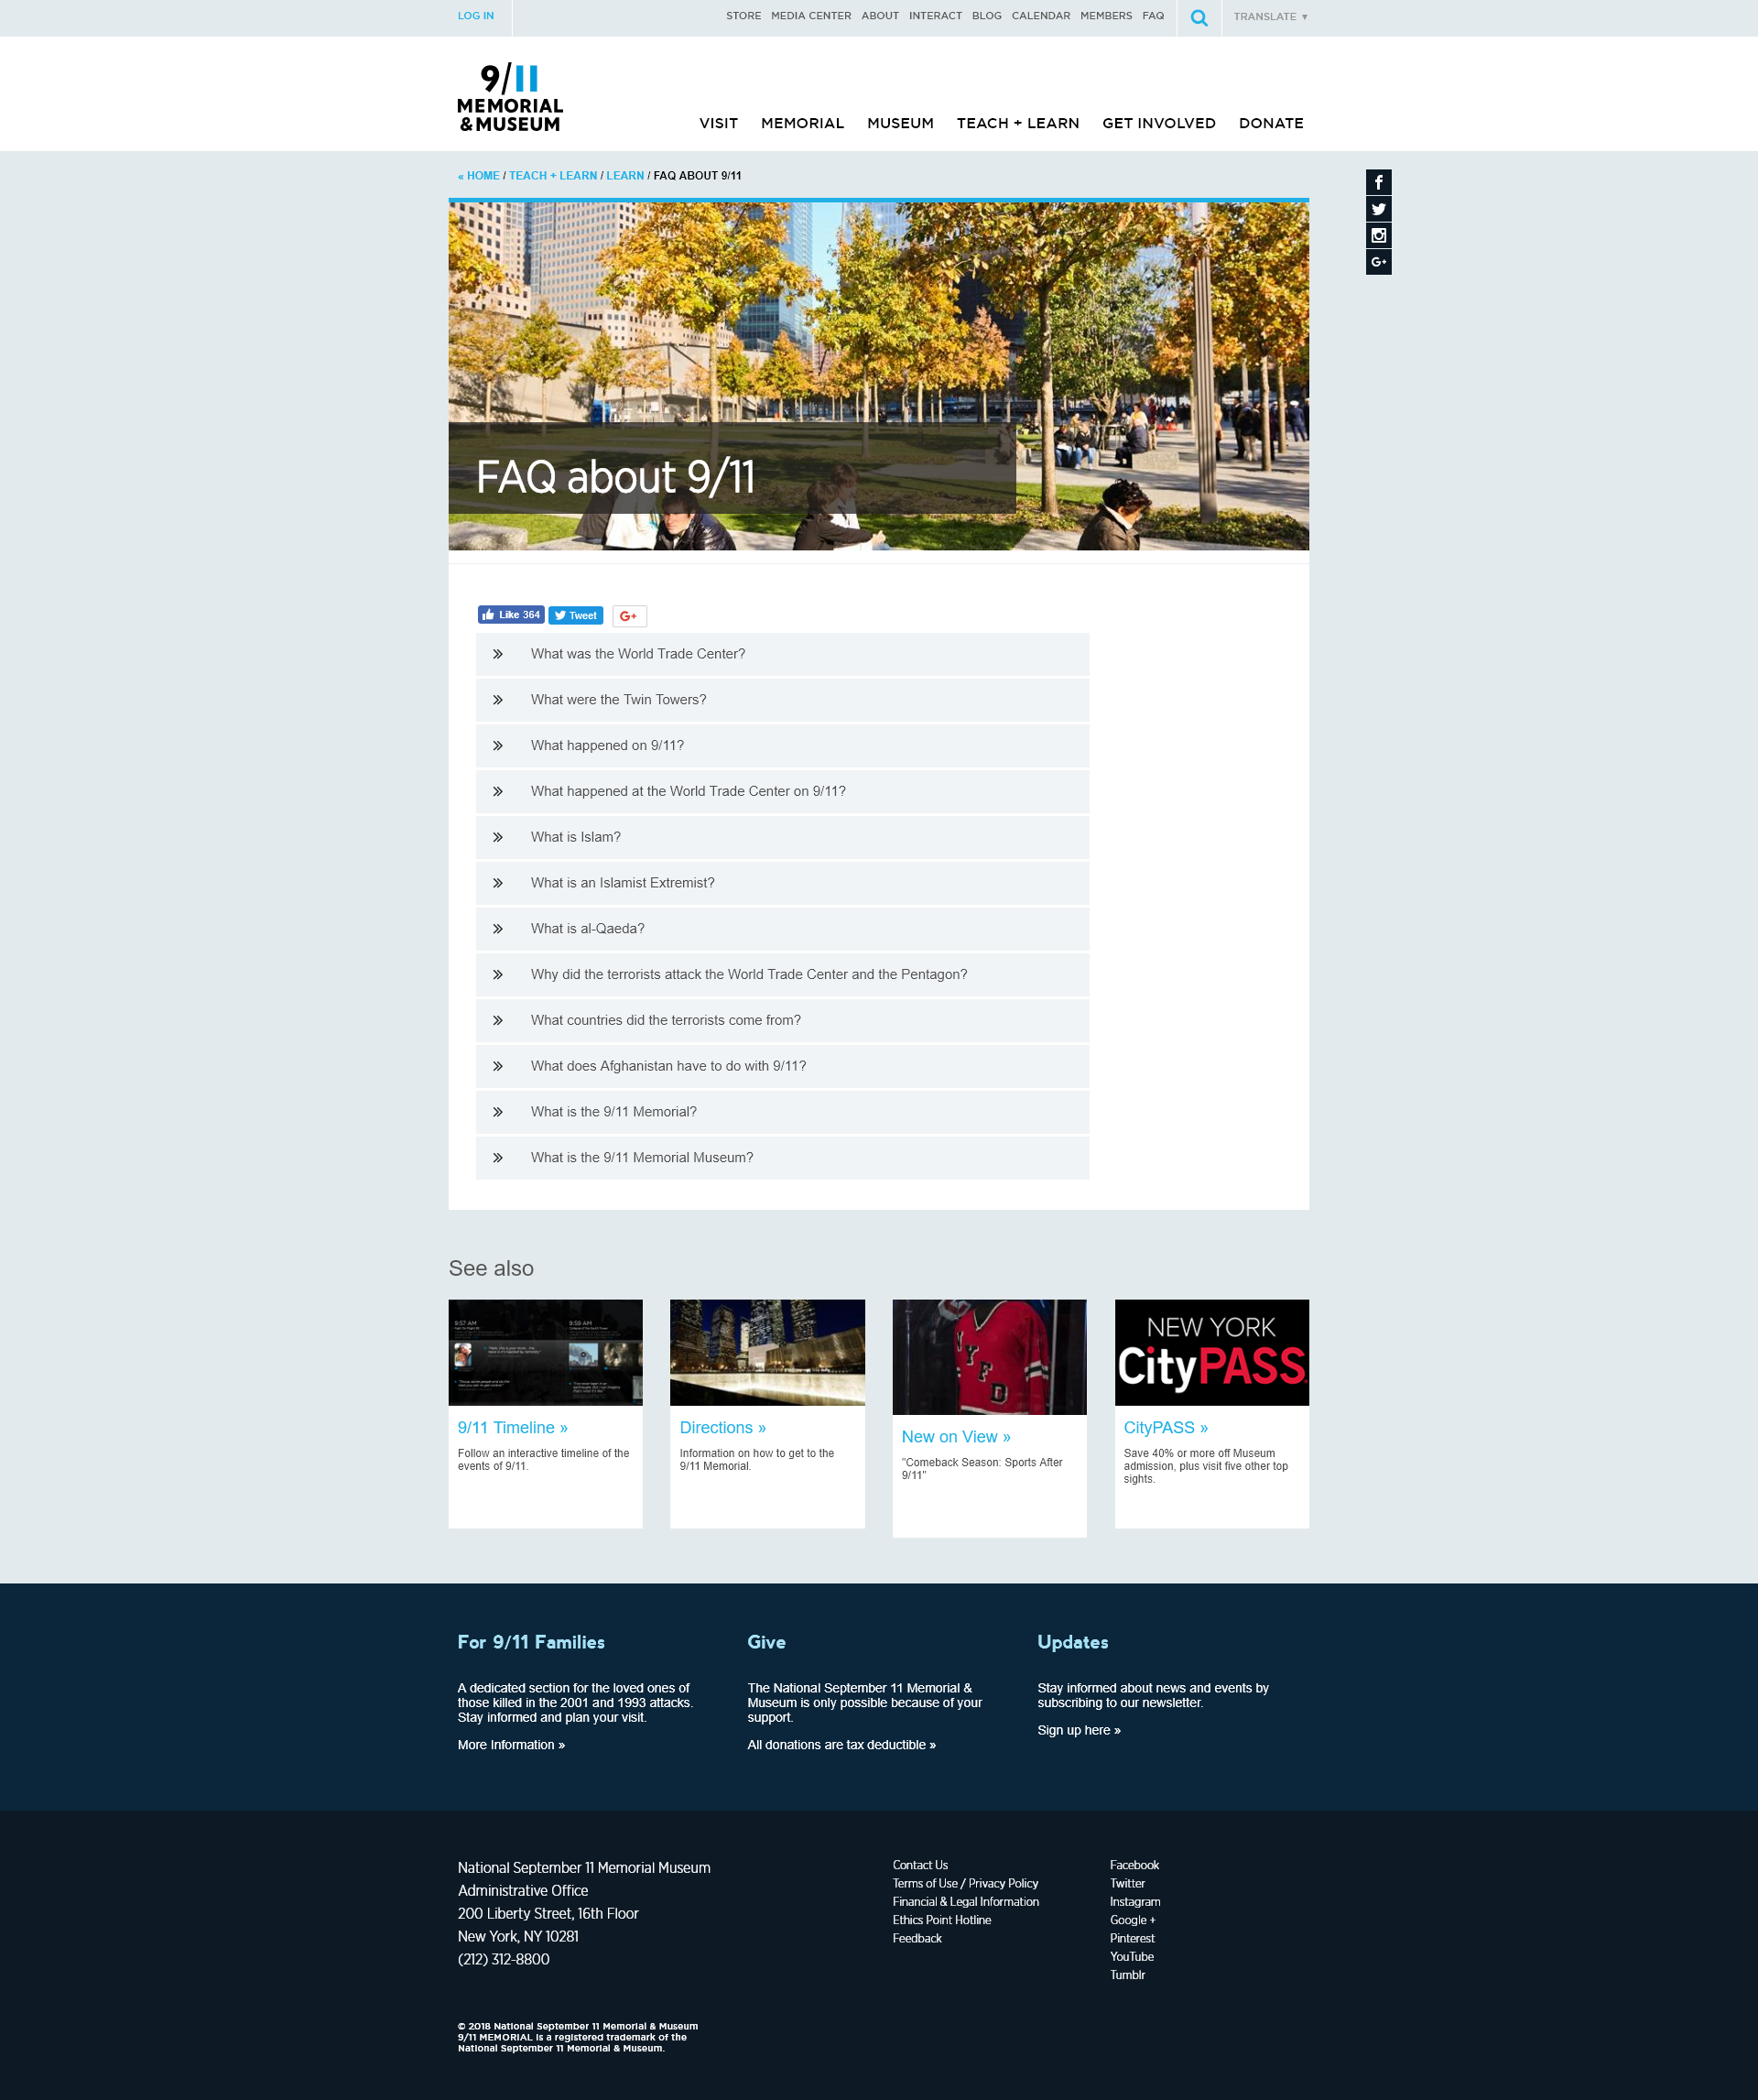 LOG IN
STORE MEDIA CENTER ABOUT INTERACT BLOG CALENDAR MEMBERS FAQ
TRANSLATE ▼
9/11
MEMORIAL
& MUSEUM
VISIT MEMORIAL MUSEUM TEACH + LEARN GET INVOLVED DONATE
« HOME / TEACH + LEARN / LEARN / FAQ ABOUT 9/11
FAQ about 9/11
Like 364 Tweet G+
What was the World Trade Center?
What were the Twin Towers?
What happened on 9/11?
What happened at the World Trade Center on 9/11?
What is Islam?
What is an Islamist Extremist?
What is al-Qaeda?
Why did the terrorists attack the World Trade Center and the Pentagon?
What countries did the terrorists come from?
What does Afghanistan have to do with 9/11?
What is the 9/11 Memorial?
What is the 9/11 Memorial Museum?
See also
9:57 AM
9:59 AM
9/11 Timeline »
Follow an interactive timeline of the
events of 9/11.
Directions »
Information on how to get to the
9/11 Memorial.
NYFD
New on View »
"Comeback Season: Sports After
9/11"
NEW YORK
CityPASS
CityPASS »
Save 40% or more off Museum
admission, plus visit five other top
sights.
For 9/11 Families
A dedicated section for the loved ones of
those killed in the 2001 and 1993 attacks.
Stay informed and plan your visit.
More Information »
Give
The National September 11 Memorial &
Museum is only possible because of your
support.
All donations are tax deductible »
Updates
Stay informed about news and events by
subscribing to our newsletter.
Sign up here »
National September 11 Memorial Museum
Administrative Office
200 Liberty Street, 16th Floor
New York, NY 10281
(212) 312-8800
Contact Us
Terms of Use / Privacy Policy
Financial & Legal Information
Ethics Point Hotline
Feedback
Facebook
Twitter
Instagram
Google +
Pinterest
YouTube
Tumblr
© 2018 National September 11 Memorial & Museum
9/11 MEMORIAL is a registered trademark of the
National September 11 Memorial & Museum.